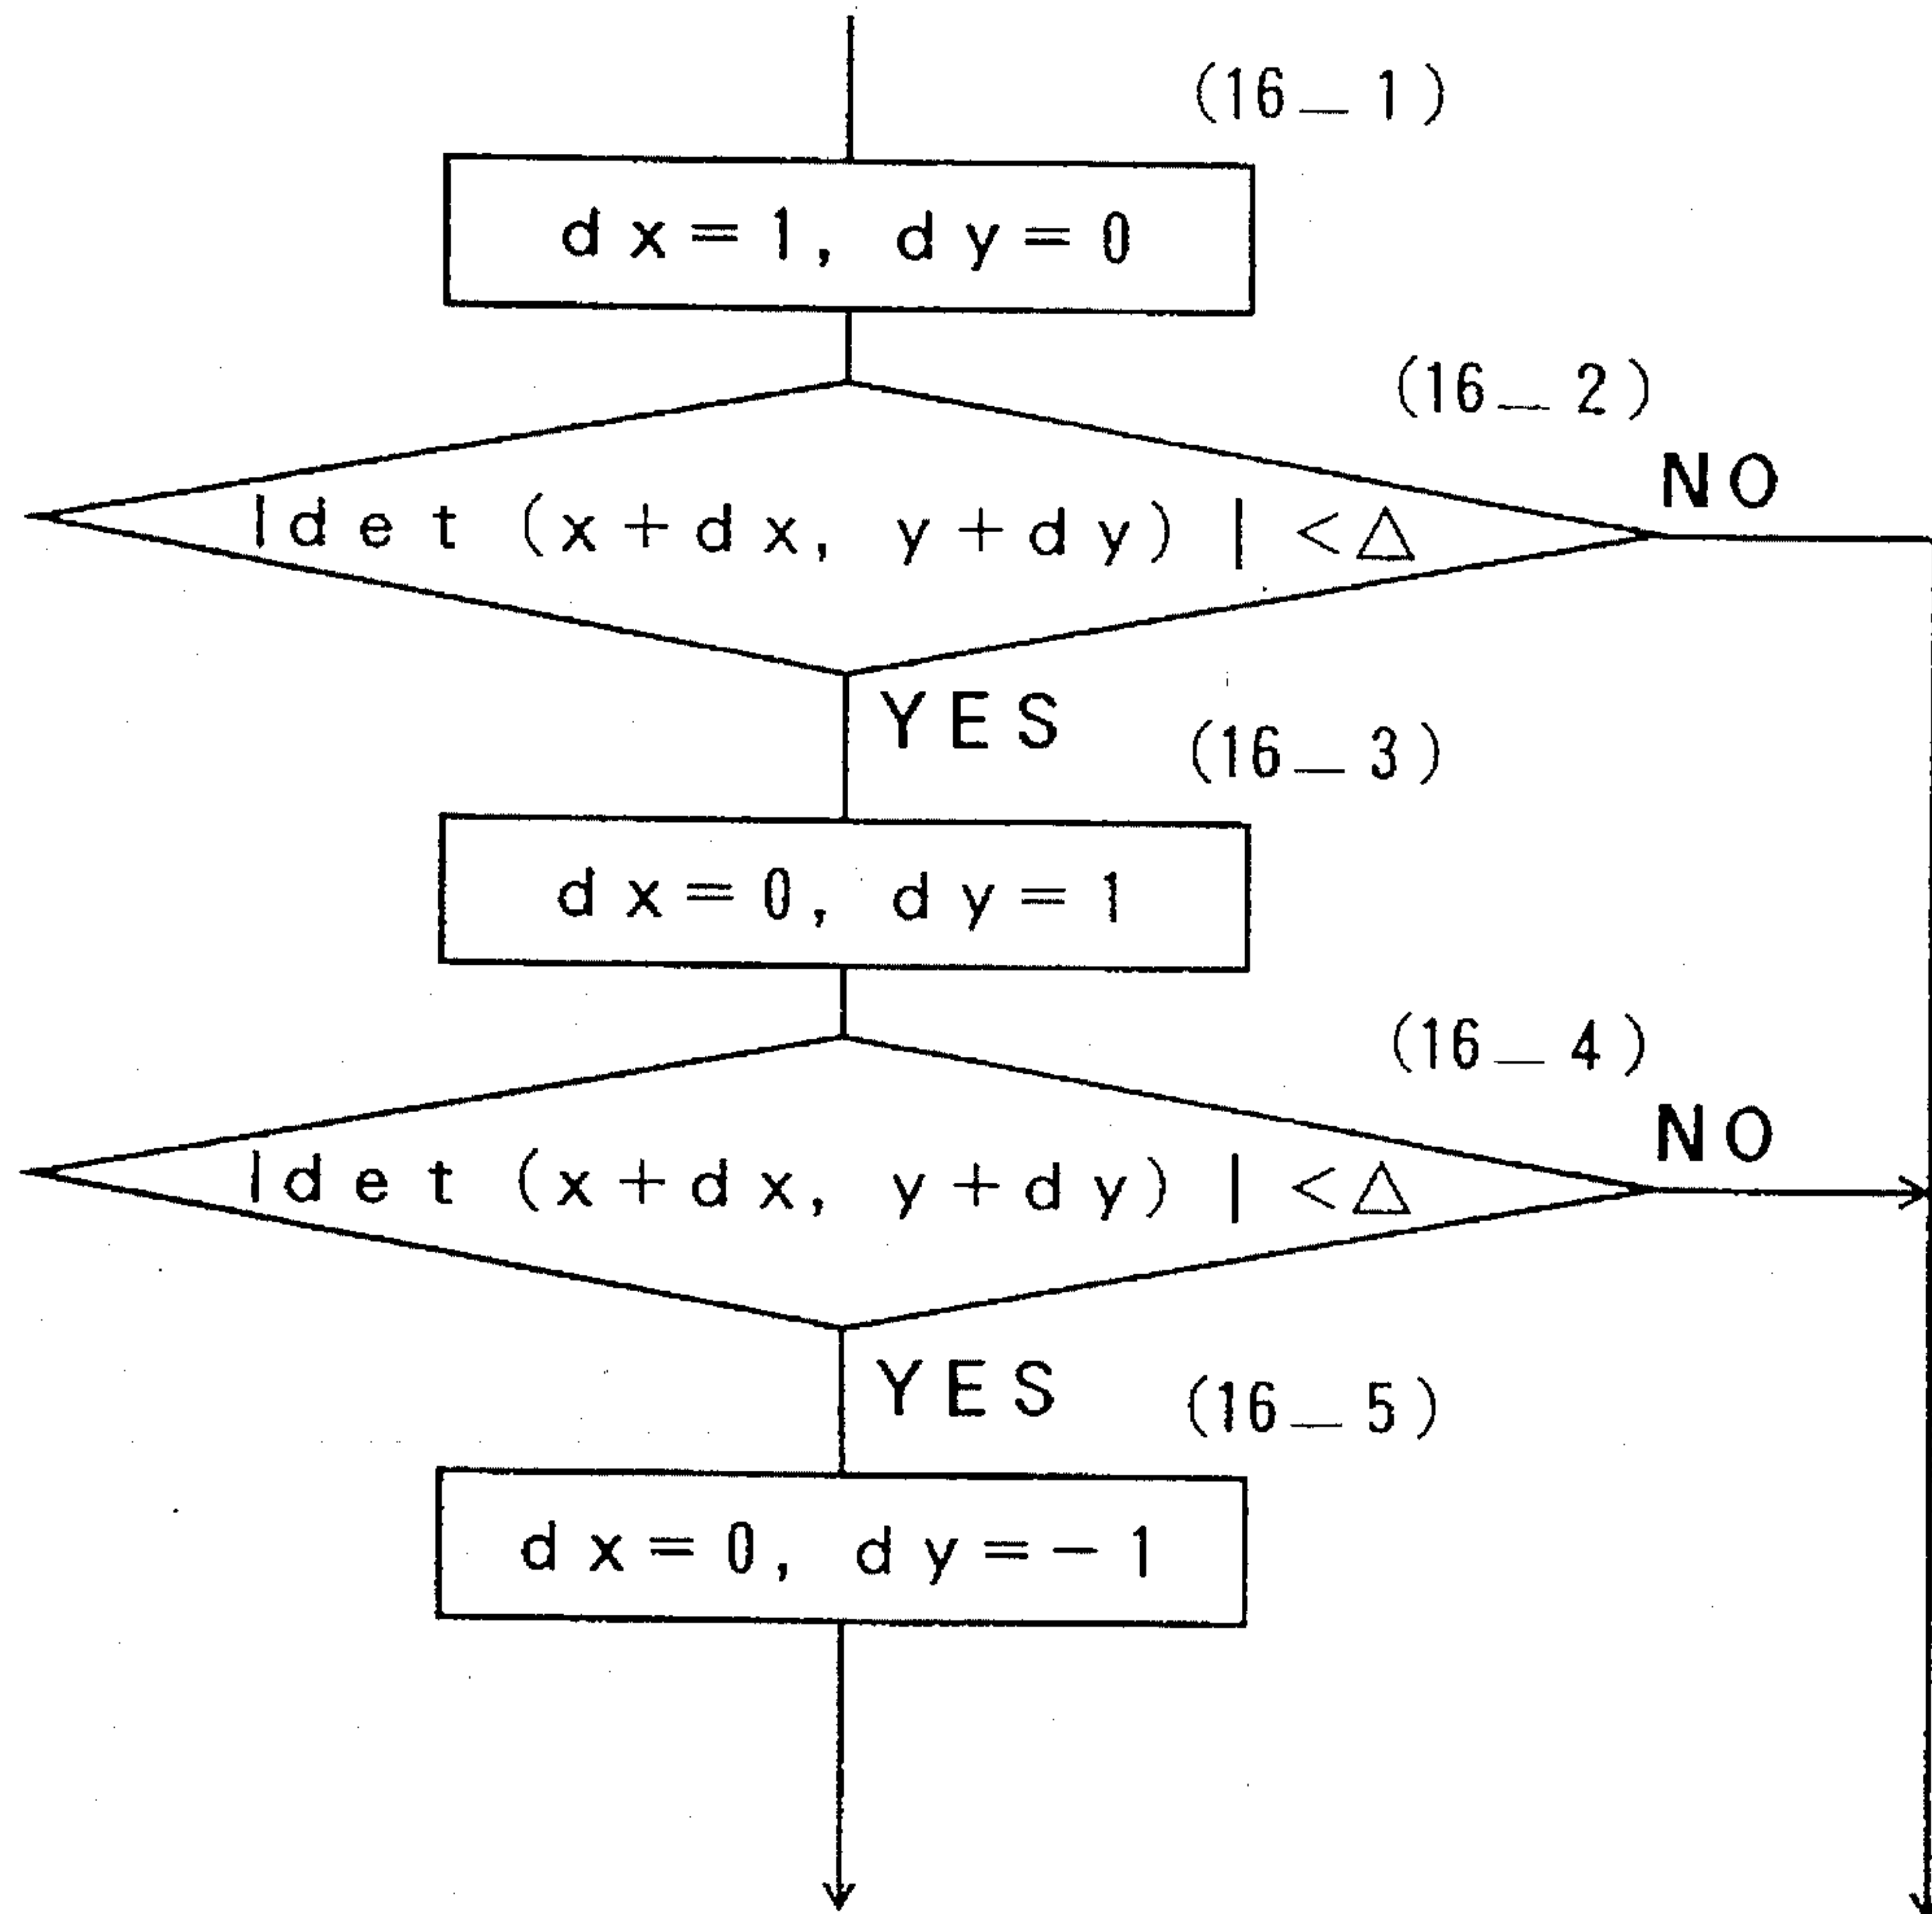 (16_1)
dx=1, dy=0
(16_2)
NO
|det(x+dx, y+dy)|<△
YES
(16_3)
dx=0, dy=1
(16_4)
NO
|det(x+dx, y+dy)|<△
YES
(16_5)
dx=0, dy=-1